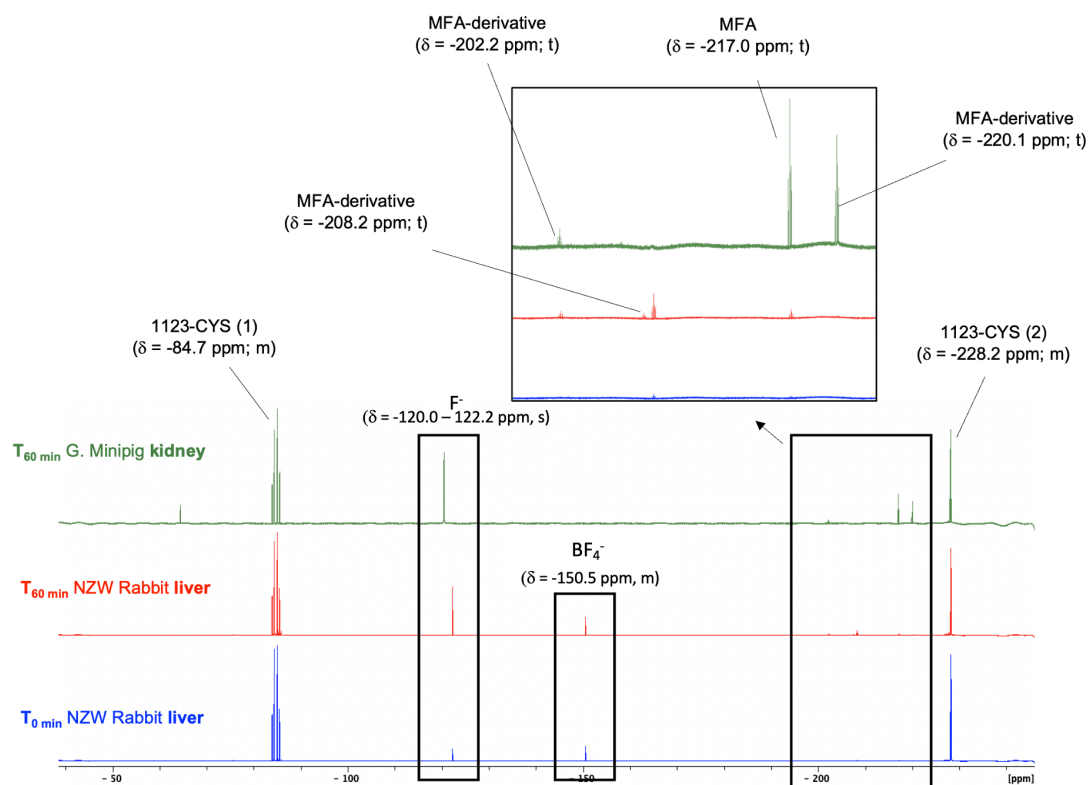 MFA-derivative
(δ = -202.2 ppm; t)
MFA
(δ = -217.0 ppm; t)
MFA-derivative
(δ = -220.1 ppm; t)
MFA-derivative
(δ = -208.2 ppm; t)
1123-CYS (1)
(δ = -84.7 ppm; m)
1123-CYS (2)
(δ = -228.2 ppm; m)
F-
(δ = -120.0 – 122.2 ppm, s)
T60 min G. Minipig kidney
BF4-
(δ = -150.5 ppm, m)
T60 min NZW Rabbit liver
T0 min NZW Rabbit liver
- 50
- 100
- 150
- 200
[ppm]